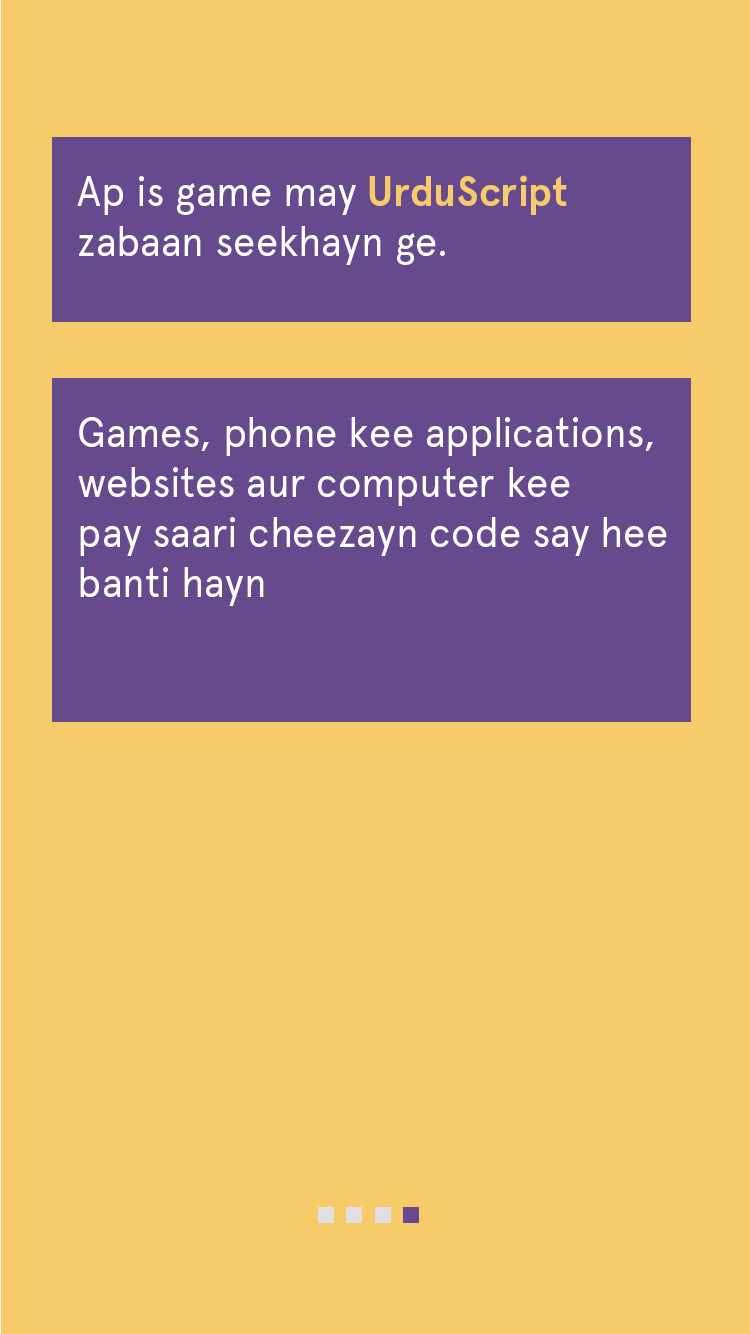 Ap is game may UrduScript
zabaan seekhayn ge.
Games, phone kee applications,
websites aur computer kee
pay saari cheezayn code say hee
banti hayn